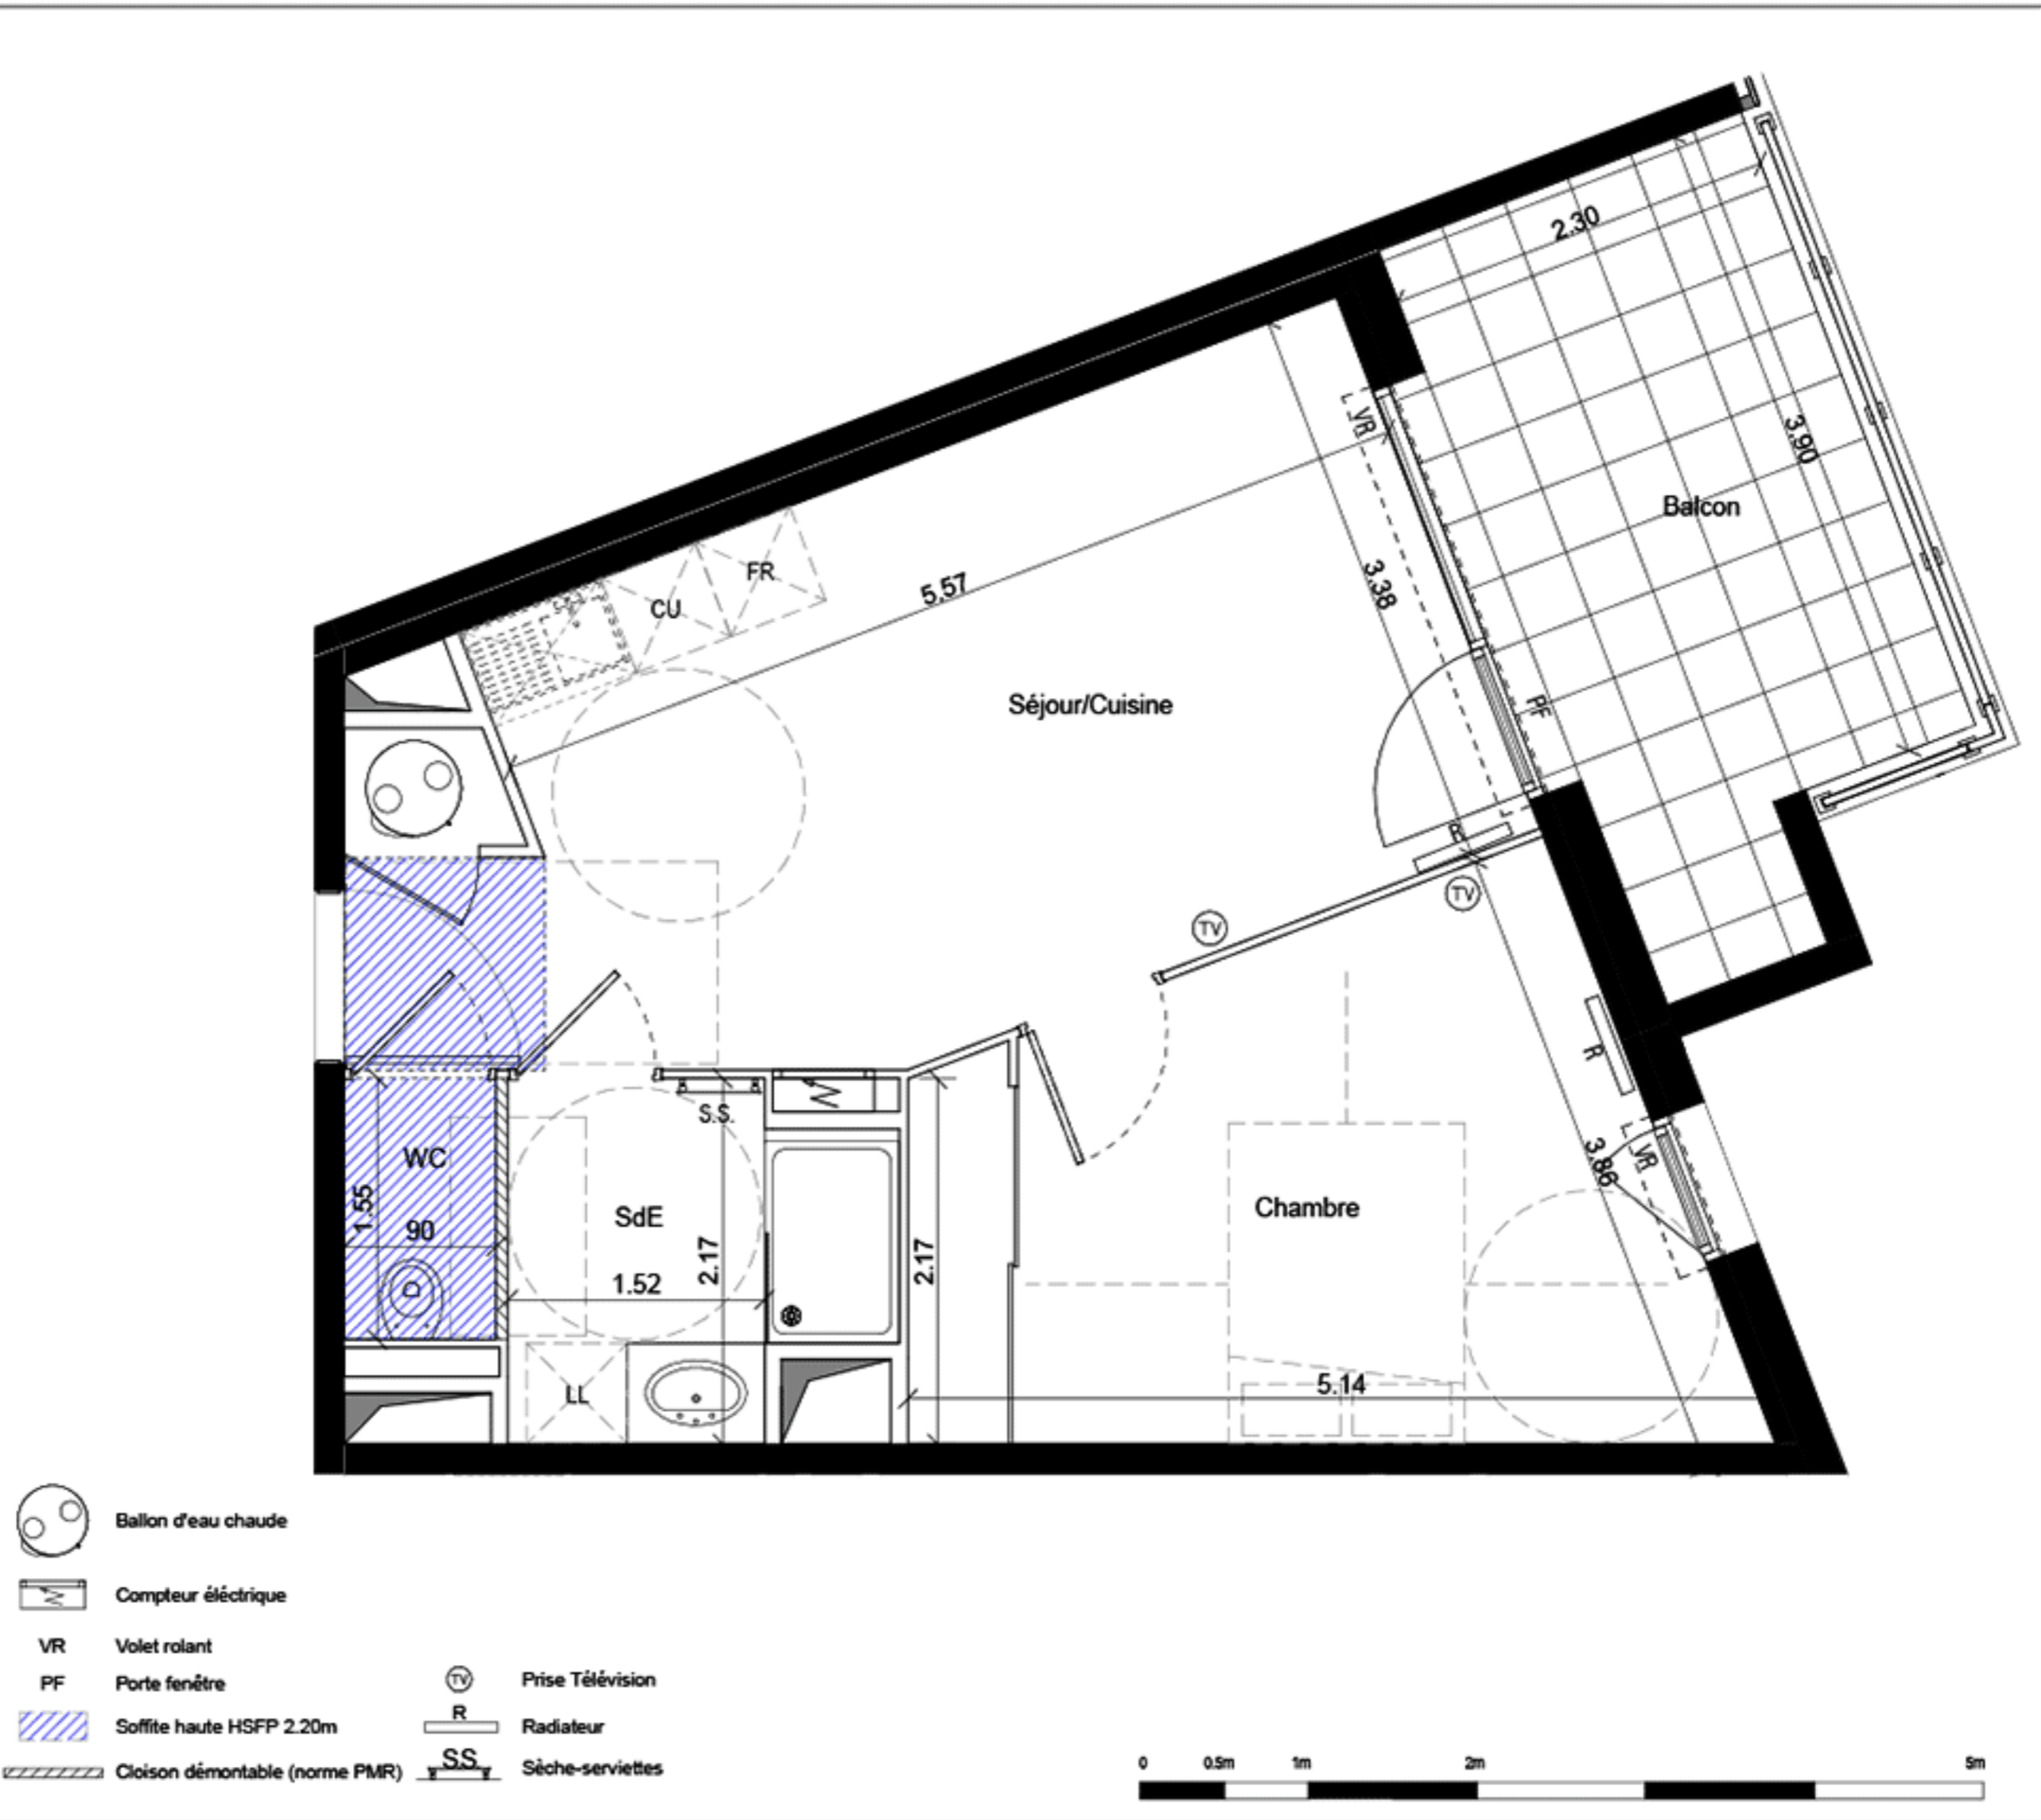 2.30
VR
3.90
Balcon
FR
CU
5.57
3.38
Séjour/Cuisine
PF
R
TV
TV
R
S.S.
WC
VR
3.86
1.55
Chambre
90
SdE
2.17
2.17
1.52
5.14
LL
Ballon d'eau chaude
Compteur éléctrique
VR Volet rolant
PF Porte fenêtre
TV Prise Télévision
Soffite haute HSFP 2.20m
R Radiateur
Cloison démontable (norme PMR)
S.S. Sèche-serviettes
0 0.5m 1m 2m 5m